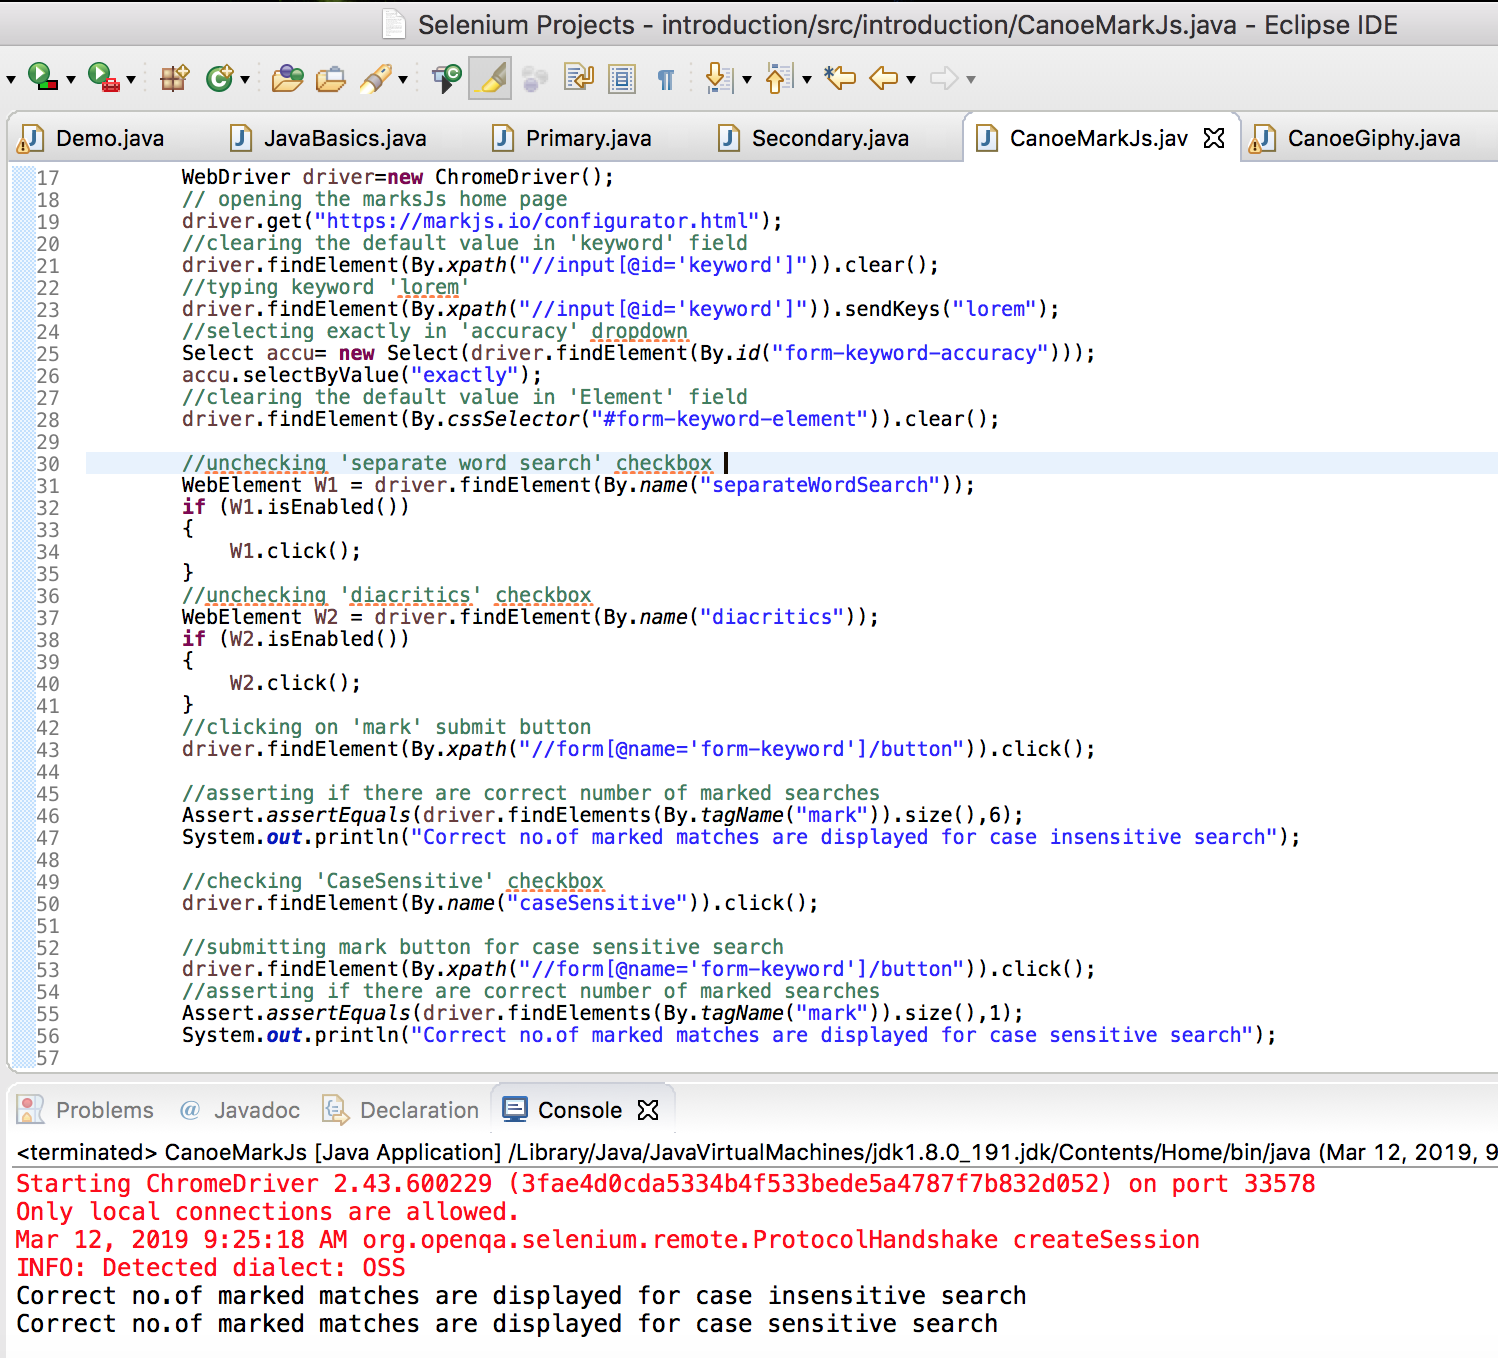 Selenium Projects - introduction/src/introduction/CanoeMarkJs.java - Eclipse IDE
Demo.java JavaBasics.java Primary.java Secondary.java CanoeMarkJs.jav CanoeGiphy.java
17 WebDriver driver=new ChromeDriver();
18 // opening the marksJs home page
19 driver.get("https://markjs.io/configurator.html");
20 //clearing the default value in 'keyword' field
21 driver.findElement(By.xpath("//input[@id='keyword']")).clear();
22 //typing keyword 'lorem'
23 driver.findElement(By.xpath("//input[@id='keyword']")).sendKeys("lorem");
24 //selecting exactly in 'accuracy' dropdown
25 Select accu= new Select(driver.findElement(By.id("form-keyword-accuracy")));
26 accu.selectByValue("exactly");
27 //clearing the default value in 'Element' field
28 driver.findElement(By.cssSelector("#form-keyword-element")).clear();
29
30 //unchecking 'separate word search' checkbox
31 WebElement W1 = driver.findElement(By.name("separateWordSearch"));
32 if (W1.isEnabled())
33 {
34 W1.click();
35 }
36 //unchecking 'diacritics' checkbox
37 WebElement W2 = driver.findElement(By.name("diacritics"));
38 if (W2.isEnabled())
39 {
40 W2.click();
41 }
42 //clicking on 'mark' submit button
43 driver.findElement(By.xpath("//form[@name='form-keyword']/button")).click();
44
45 //asserting if there are correct number of marked searches
46 Assert.assertEquals(driver.findElements(By.tagName("mark")).size(),6);
47 System.out.println("Correct no.of marked matches are displayed for case insensitive search");
48
49 //checking 'CaseSensitive' checkbox
50 driver.findElement(By.name("caseSensitive")).click();
51
52 //submitting mark button for case sensitive search
53 driver.findElement(By.xpath("//form[@name='form-keyword']/button")).click();
54 //asserting if there are correct number of marked searches
55 Assert.assertEquals(driver.findElements(By.tagName("mark")).size(),1);
56 System.out.println("Correct no.of marked matches are displayed for case sensitive search");
57
Problems @ Javadoc Declaration Console
<terminated> CanoeMarkJs [Java Application] /Library/Java/JavaVirtualMachines/jdk1.8.0_191.jdk/Contents/Home/bin/java (Mar 12, 2019, 9
Starting ChromeDriver 2.43.600229 (3fae4d0cda5334b4f533bede5a4787f7b832d052) on port 33578
Only local connections are allowed.
Mar 12, 2019 9:25:18 AM org.openqa.selenium.remote.ProtocolHandshake createSession
INFO: Detected dialect: OSS
Correct no.of marked matches are displayed for case insensitive search
Correct no.of marked matches are displayed for case sensitive search